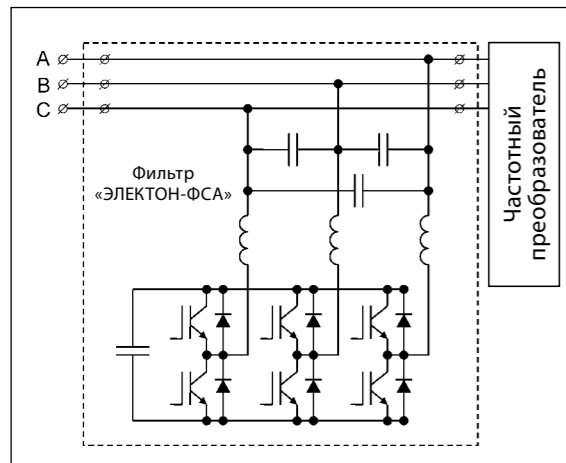 A
B
C
Фильтр
«ЭЛЕКТОН-ФСА»
Частотный
преобразователь